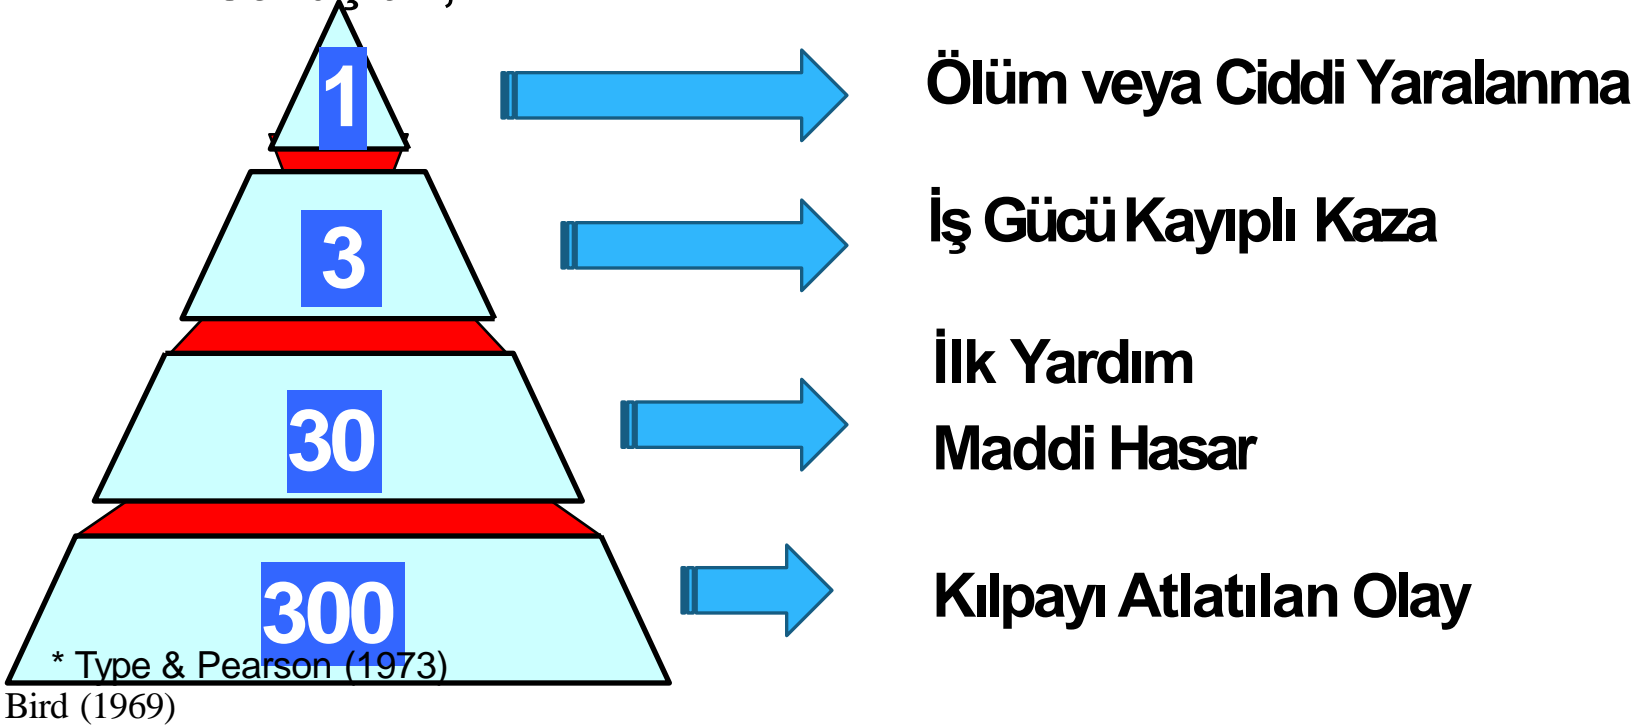 1
Ölüm veya Ciddi Yaralanma
3
İş Gücü Kayıplı Kaza
30
İlk Yardım
Maddi Hasar
300
Kılpayı Atlatılan Olay
* Type & Pearson (1973)
Bird (1969)